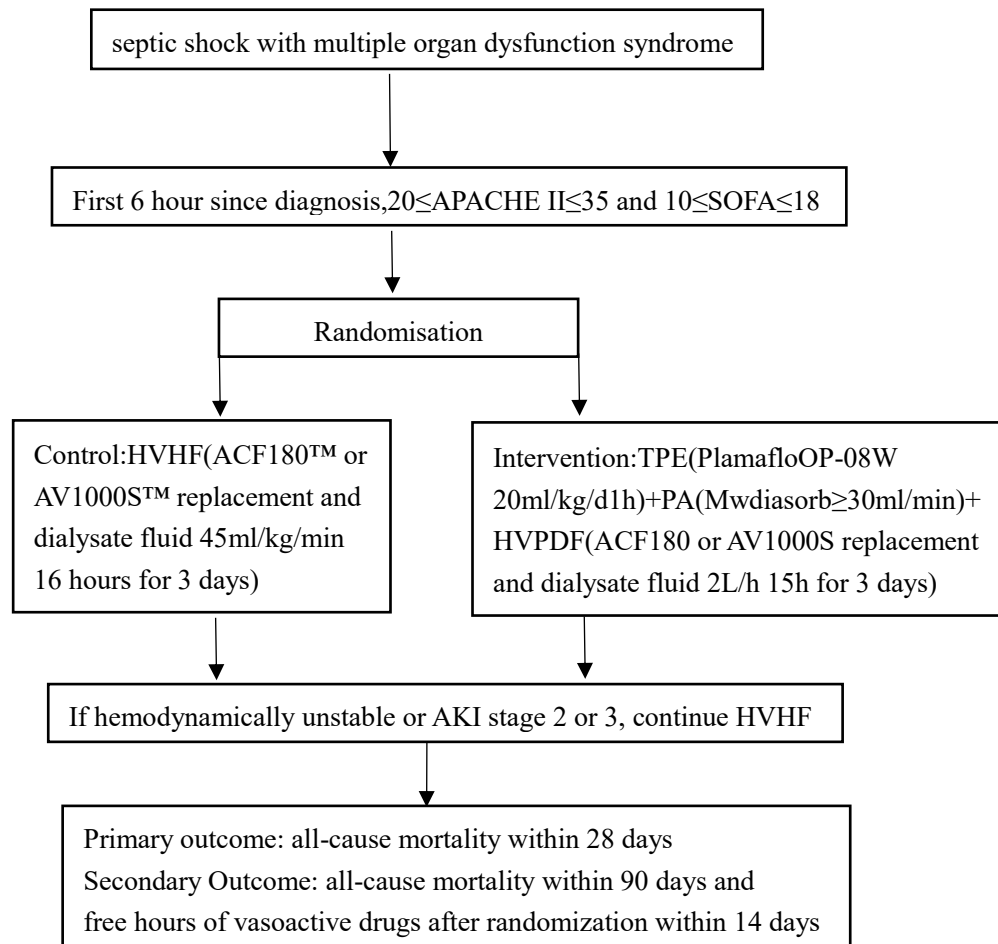 septic shock with multiple organ dysfunction syndrome
First 6 hour since diagnosis,20≤APACHE II≤35 and 10≤SOFA≤18
Randomisation
Control:HVHF(ACF180™ or
AV1000S™ replacement and
dialysate fluid 45ml/kg/min
16 hours for 3 days)
Intervention:TPE(PlamafloOP-08W
20ml/kg/d1h)+PA(Mwdiasorb≥30ml/min)+
HVPDF(ACF180 or AV1000S replacement
and dialysate fluid 2L/h 15h for 3 days)
If hemodynamically unstable or AKI stage 2 or 3, continue HVHF
Primary outcome: all-cause mortality within 28 days
Secondary Outcome: all-cause mortality within 90 days and
free hours of vasoactive drugs after randomization within 14 days